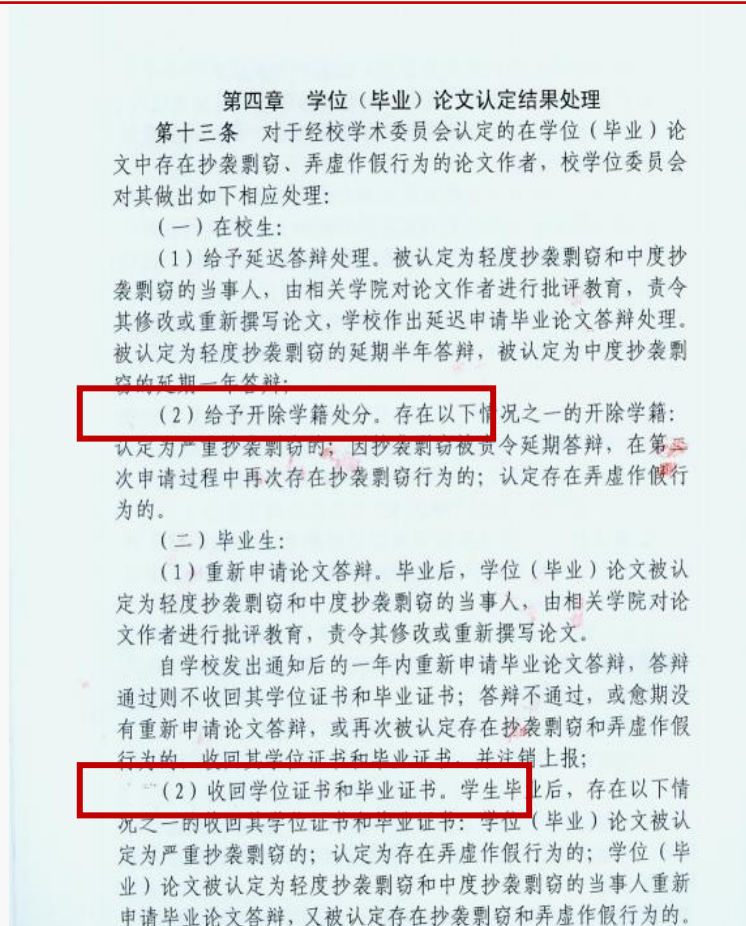 第四章 学位（毕业）论文认定结果处理
第十三条 对于经校学术委员会认定的在学位（毕业）论
文中存在抄袭剽窃、弄虚作假行为的论文作者，校学位委员会
对其做出如下相应处理：
（一）在校生：
（1）给予延迟答辩处理。被认定为轻度抄袭剽窃和中度抄
袭剽窃的当事人，由相关学院对论文作者进行批评教育，责令
其修改或重新撰写论文，学校作出延迟申请毕业论文答辩处理。
被认定为轻度抄袭剽窃的延期半年答辩，被认定为中度抄袭剽
窃的延期一年答辩；
（2）给予开除学籍处分。存在以下情况之一的开除学籍：
认定为严重抄袭剽窃的；因抄袭剽窃被责令延期答辩，在第二
次申请过程中再次存在抄袭剽窃行为的；认定存在弄虚作假行
为的。
（二）毕业生：
（1）重新申请论文答辩。毕业后，学位（毕业）论文被认
定为轻度抄袭剽窃和中度抄袭剽窃的当事人，由相关学院对论
文作者进行批评教育，责令其修改或重新撰写论文。
自学校发出通知后的一年内重新申请毕业论文答辩，答辩
通过则不收回其学位证书和毕业证书；答辩不通过，或愈期没
有重新申请论文答辩，或再次被认定存在抄袭剽窃和弄虚作假
行为的，收回其学位证书和毕业证书，并注销上报；
（2）收回学位证书和毕业证书。学生毕业后，存在以下情
况之一的收回其学位证书和毕业证书：学位（毕业）论文被认
定为严重抄袭剽窃的；认定为存在弄虚作假行为的；学位（毕
业）论文被认定为轻度抄袭剽窃和中度抄袭剽窃的当事人重新
申请毕业论文答辩，又被认定存在抄袭剽窃和弄虚作假行为的。